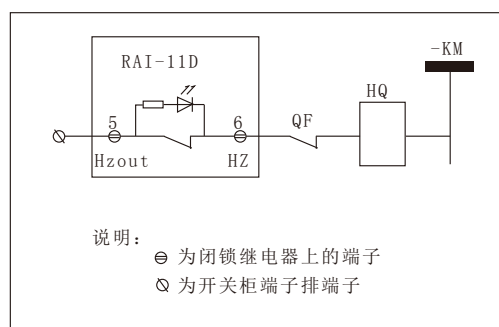 -KM
RAI-11D
HQ
5
6
QF
Hzout
HZ
说明：
为闭锁继电器上的端子
为开关柜端子排端子